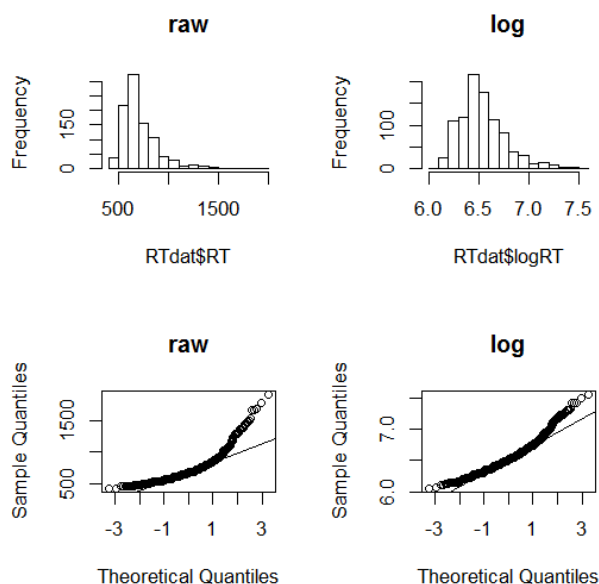 raw
Frequency
0
150
500
1500
RTdat$RT
log
Frequency
0
100
6.0
6.5
7.0
7.5
RTdat$logRT
raw
Sample Quantiles
500
1500
-3
-1
1
3
Theoretical Quantiles
log
Sample Quantiles
6.0
7.0
-3
-1
1
3
Theoretical Quantiles